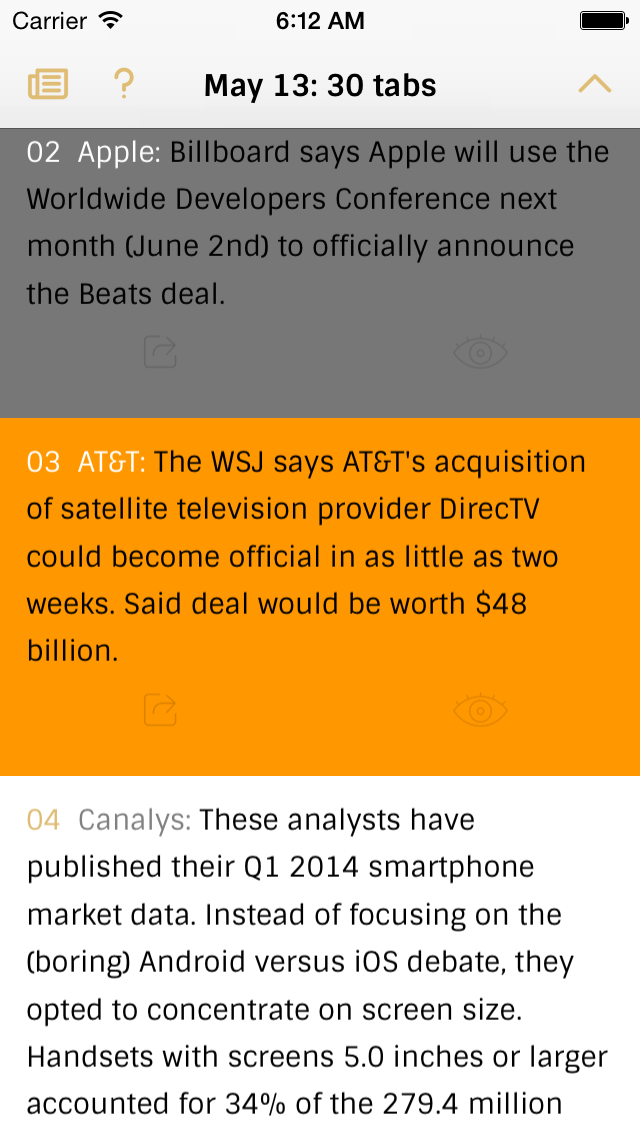 Carrier 6:12 AM
? May 13: 30 tabs
02 Apple: Billboard says Apple will use the
Worldwide Developers Conference next
month (June 2nd) to officially announce
the Beats deal.
03 AT&T: The WSJ says AT&T's acquisition
of satellite television provider DirecTV
could become official in as little as two
weeks. Said deal would be worth $48
billion.
04 Canalys: These analysts have
published their Q1 2014 smartphone
market data. Instead of focusing on the
(boring) Android versus iOS debate, they
opted to concentrate on screen size.
Handsets with screens 5.0 inches or larger
accounted for 34% of the 279.4 million